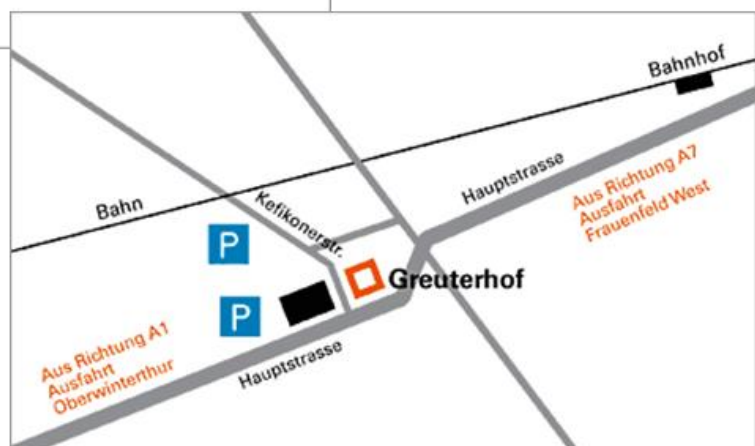 Bahnhof
Hauptstrasse
Aus Richtung A7
Ausfahrt
Frauenfeld West
Bahn
Kefikonerstr.
P
Greuterhof
P
Aus Richtung A1
Ausfahrt
Oberwinterthur
Hauptstrasse